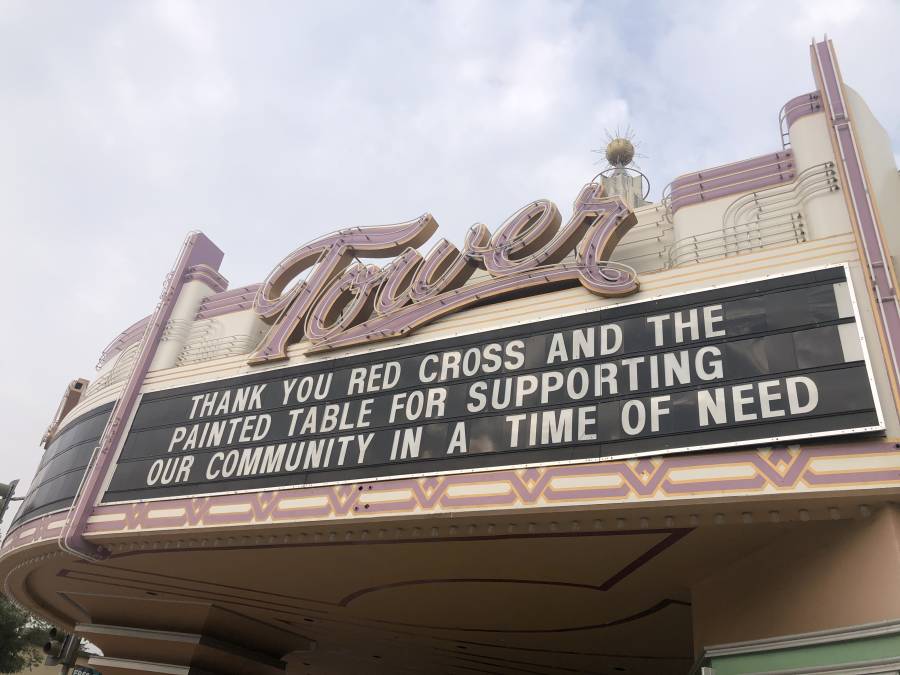 Tower
THANK YOU RED CROSS AND THE
PAINTED TABLE FOR SUPPORTING
OUR COMMUNITY IN A TIME OF NEED